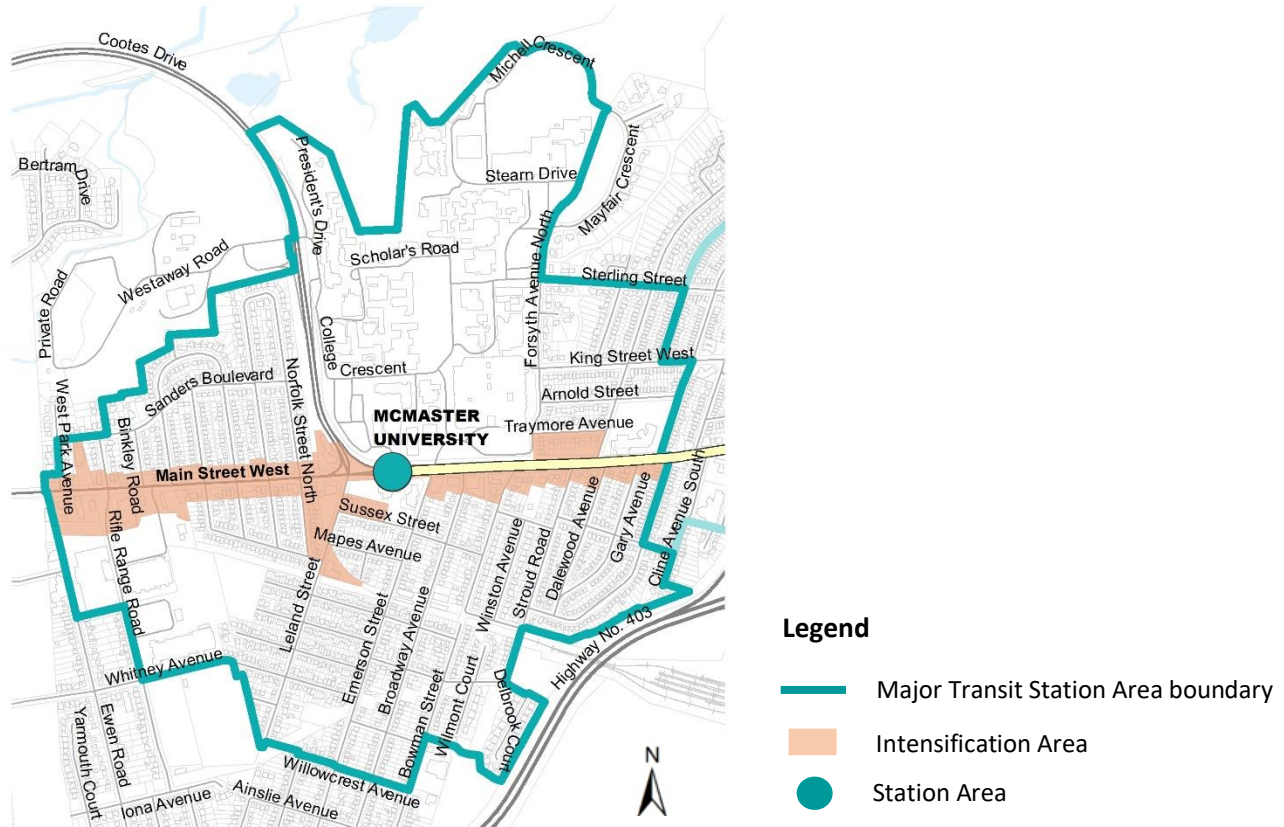 Cootes Drive
Michell Crescent
Bertram Drive
President's Drive
Stearn Drive
Mayfair Crescent
Scholar's Road
Forsyth Avenue North
Westaway Road
Private Road
Sterling Street
College
Crescent
King Street West
Norfolk Street North
Sanders Boulevard
Arnold Street
West Park Avenue
Binkley Road
MCMASTER
UNIVERSITY
Traymore Avenue
Main Street West
Sussex Street
Mapes Avenue
Rifle Range Road
Leland Street
Emerson Street
Broadway Avenue
Winston Avenue
Stroud Road
Dalewood Avenue
Gary Avenue
Cline Avenue South
Highway No. 403
Whitney Avenue
Bowman Street
Wilmont Court
Delbrook Court
Yarmouth Court
Ewen Road
Iona Avenue
Ainslie Avenue
Willowcrest Avenue
N
Legend
Major Transit Station Area boundary
Intensification Area
Station Area